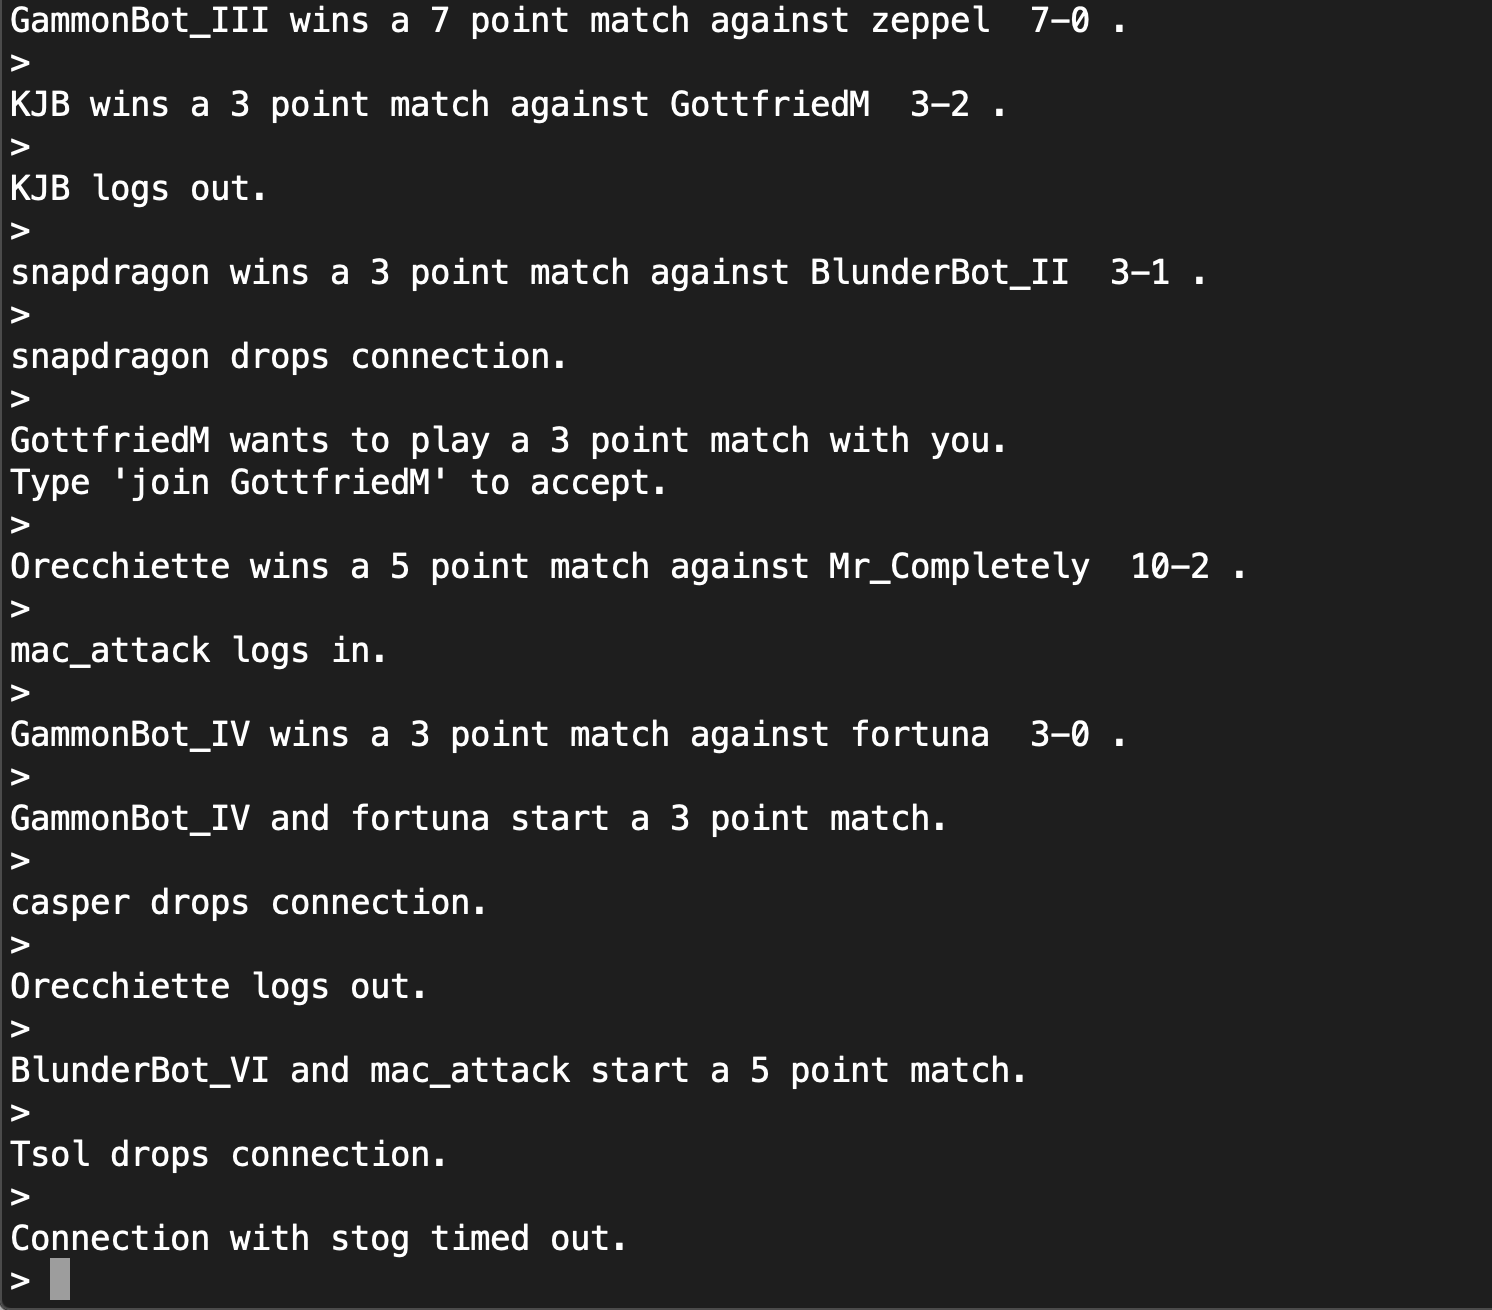 GammonBot_III wins a 7 point match against zeppel  7-0 .
>
KJB wins a 3 point match against GottfriedM  3-2 .
>
KJB logs out.
>
snapdragon wins a 3 point match against BlunderBot_II  3-1 .
>
snapdragon drops connection.
>
GottfriedM wants to play a 3 point match with you.
Type 'join GottfriedM' to accept.
>
Orecchiette wins a 5 point match against Mr_Completely  10-2 .
>
mac_attack logs in.
>
GammonBot_IV wins a 3 point match against fortuna  3-0 .
>
GammonBot_IV and fortuna start a 3 point match.
>
casper drops connection.
>
Orecchiette logs out.
>
BlunderBot_VI and mac_attack start a 5 point match.
>
Tsol drops connection.
>
Connection with stog timed out.
>